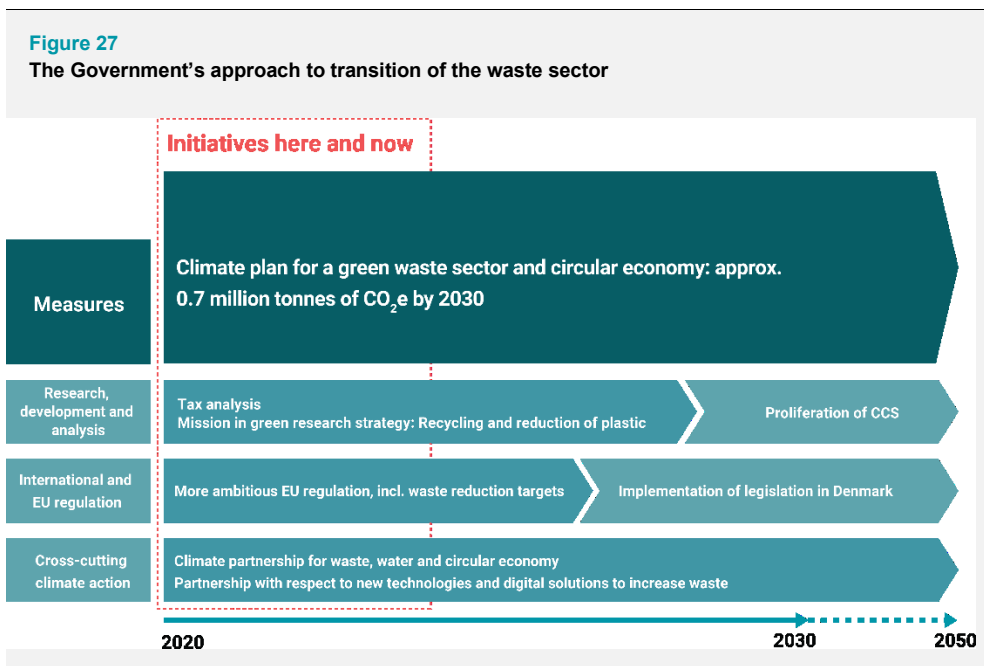 Figure 27
The Government's approach to transition of the waste sector
Initiatives here and now
Measures
Climate plan for a green waste sector and circular economy: approx.
0.7 million tonnes of CO₂e by 2030
Research,
development and
analysis
Tax analysis
Mission in green research strategy: Recycling and reduction of plastic
Proliferation of CCS
International and
EU regulation
More ambitious EU regulation, incl. waste reduction targets
Implementation of legislation in Denmark
Cross-cutting
climate action
Climate partnership for waste, water and circular economy
Partnership with respect to new technologies and digital solutions to increase waste
2020
2030
2050